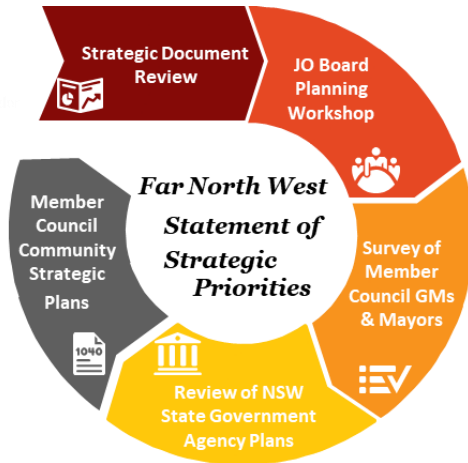 Strategic Document
Review
JO Board
Planning
Workshop
Survey of
Member
Council GMs
& Mayors
Review of NSW
State Government
Agency Plans
Member
Council
Community
Strategic
Plans
1040
Far North West
Statement of
Strategic
Priorities